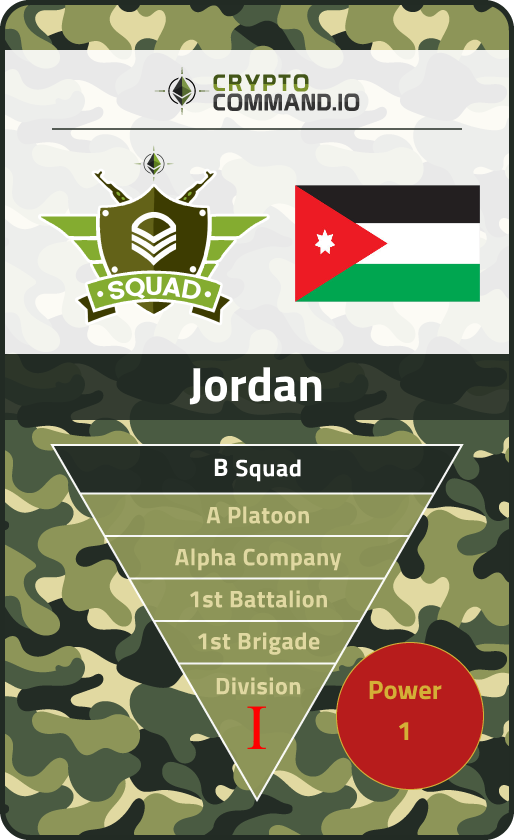 CRYPTO
COMMAND.IO
SQUAD
Jordan
B Squad
A Platoon
Alpha Company
1st Battalion
1st Brigade
Division
I
Power
1